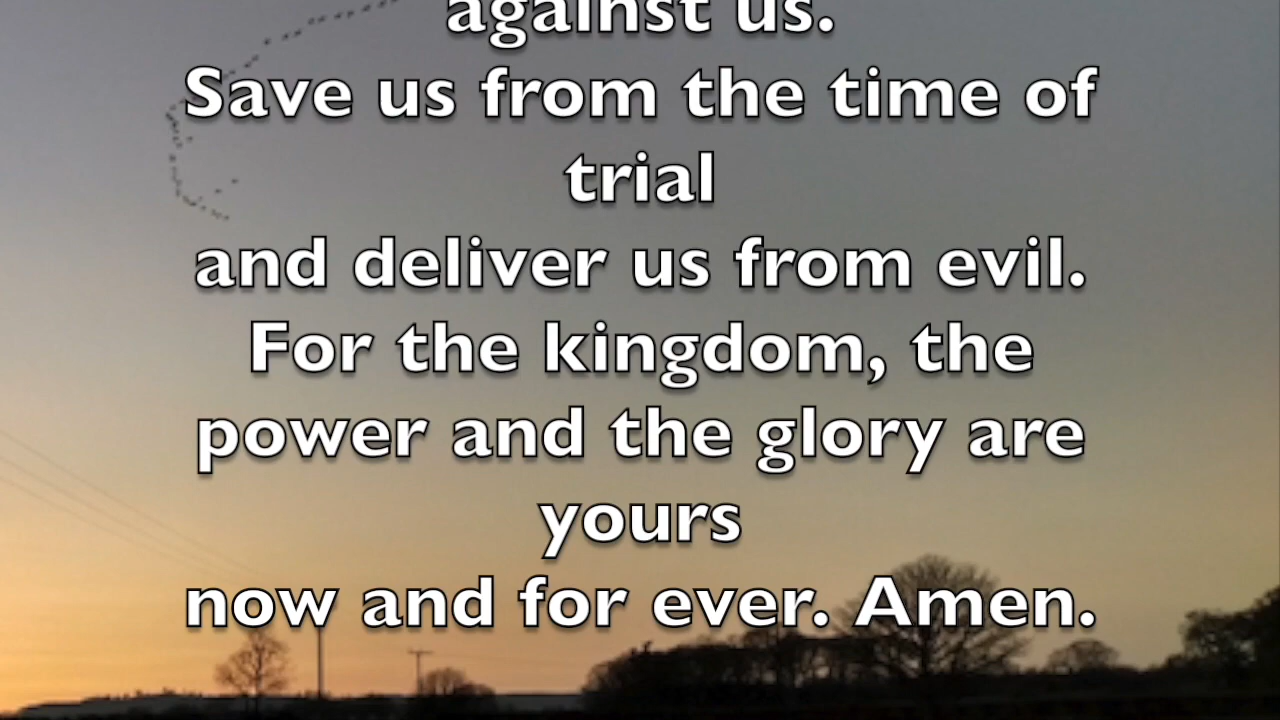 against us.
Save us from the time of
trial
and deliver us from evil.
For the kingdom, the
power and the glory are
yours
now and for ever. Amen.